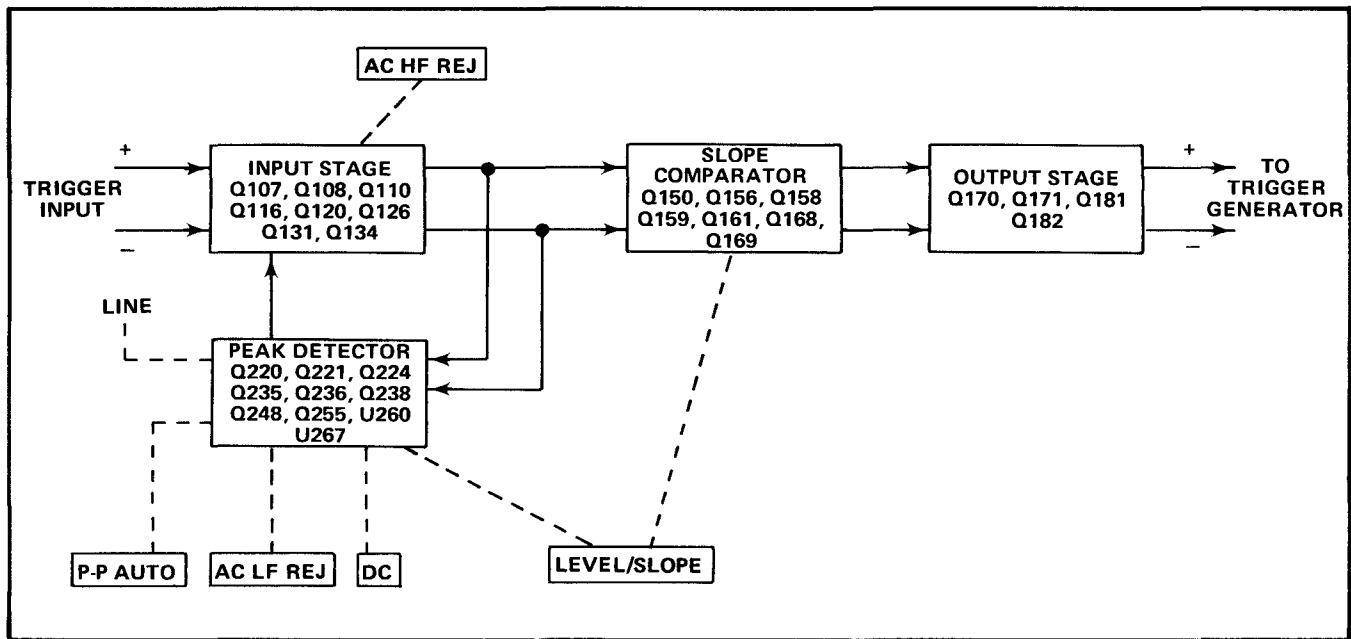 AC HF REJ
+
TRIGGER
INPUT
−
INPUT STAGE
Q107, Q108, Q110
Q116, Q120, Q126
Q131, Q134
SLOPE
COMPARATOR
Q150, Q156, Q158
Q159, Q161, Q168,
Q169
OUTPUT STAGE
Q170, Q171, Q181
Q182
+
TO
TRIGGER
GENERATOR
−
LINE
PEAK DETECTOR
Q220, Q221, Q224
Q235, Q236, Q238
Q248, Q255, U260
U267
P-P AUTO
AC LF REJ
DC
LEVEL/SLOPE